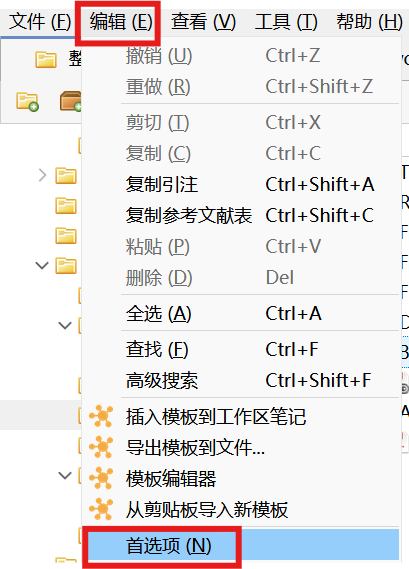 文件 (F) 编辑 (E) 查看 (V) 工具 (T) 帮助 (H)
撤销 (U) Ctrl+Z
重做 (R) Ctrl+Shift+Z
剪切 (T) Ctrl+X
复制 (C) Ctrl+C
复制引注 Ctrl+Shift+A
复制参考文献表 Ctrl+Shift+C
粘贴 (P) Ctrl+V
删除 (D) Del
全选 (A) Ctrl+A
查找 (F) Ctrl+F
高级搜索 Ctrl+Shift+F
插入模板到工作区笔记
导出模板到文件...
模板编辑器
从剪贴板导入新模板
首选项 (N)